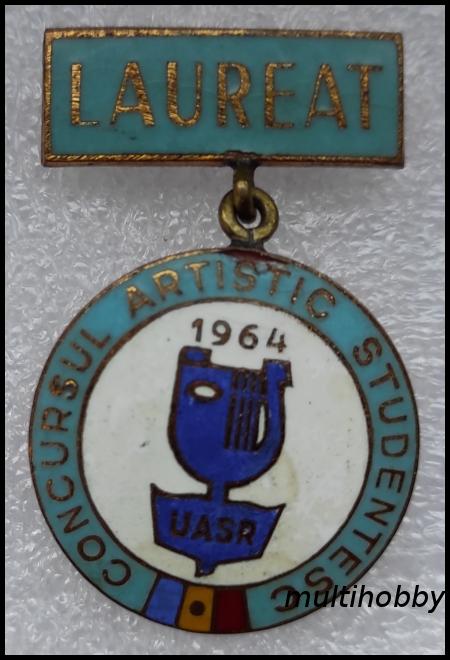 LAUREAT
CONCURSUL ARTISTIC STUDENTESC
1964
UASR
multihobby